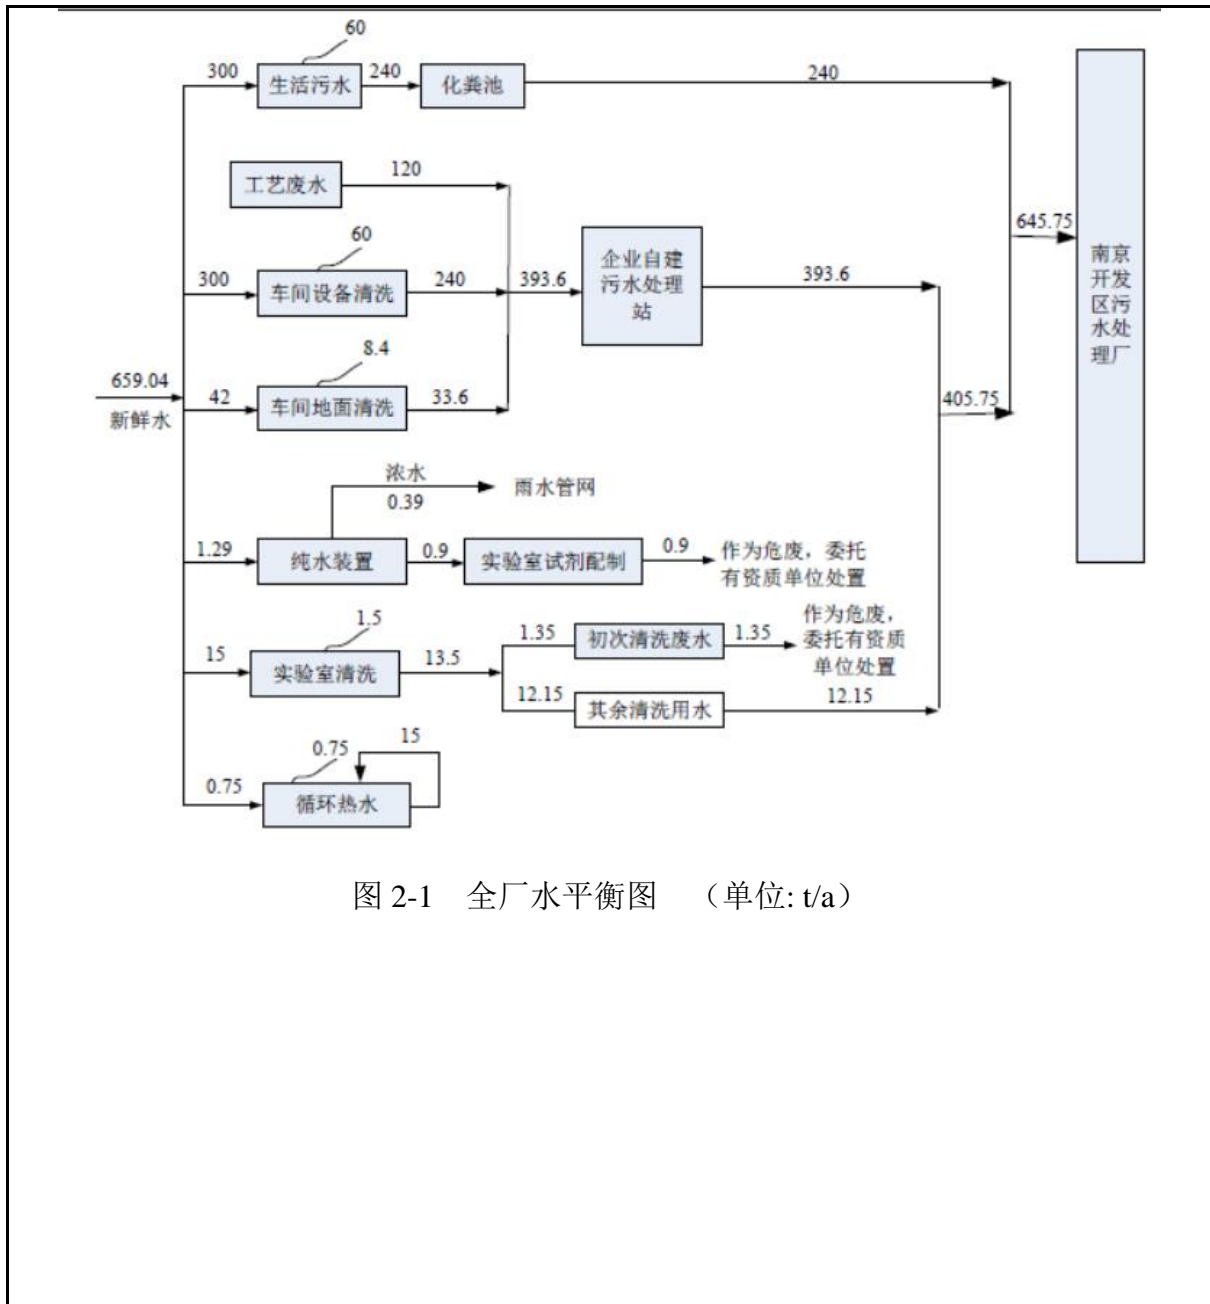 60
300
生活污水
240
化粪池
240
工艺废水
120
645.75
60
300
车间设备清洗
240
393.6
企业自建
污水处理
站
393.6
南京
开发
区污
水处
理厂
8.4
659.04
新鲜水
42
车间地面清洗
33.6
405.75
浓水
0.39
雨水管网
1.29
纯水装置
0.9
实验室试剂配制
0.9
作为危废，委托
有资质单位处置
1.5
15
实验室清洗
13.5
1.35
初次清洗废水
1.35
作为危废，
委托有资质
单位处置
12.15
其余清洗用水
12.15
0.75
15
0.75
循环热水
图 2-1 全厂水平衡图 （单位: t/a）